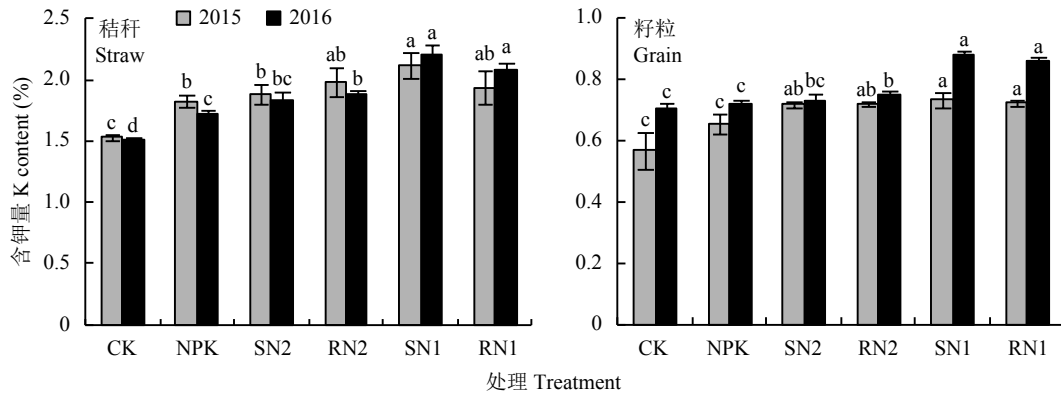 秸秆
Straw
2015
2016
含钾量 K content (%)
2.5
2.0
1.5
1.0
0.5
0
c d
b c
b bc
ab b
a a
ab a
CK NPK SN2 RN2 SN1 RN1
籽粒
Grain
1.0
0.8
0.6
0.4
0.2
0
c c
c c
ab bc
ab b
a a
a a
CK NPK SN2 RN2 SN1 RN1
处理 Treatment